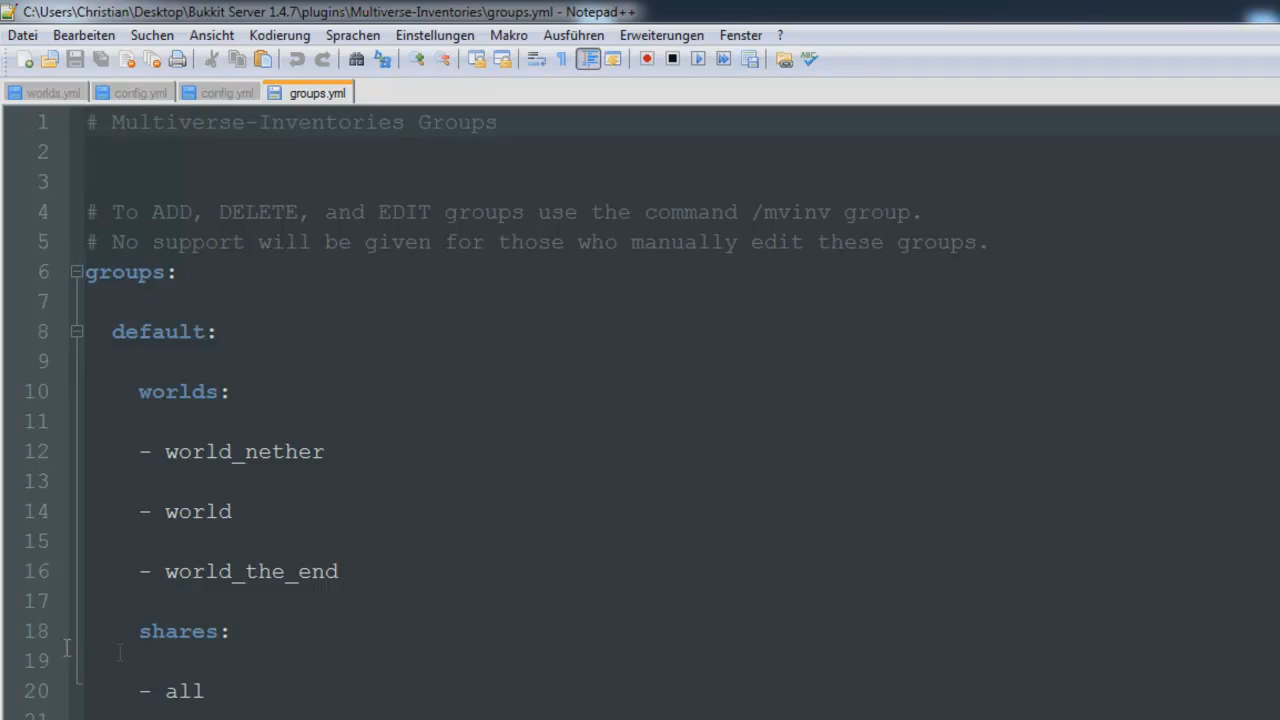 C:\Users\Christian\Desktop\Bukkit Server 1.4.7\plugins\Multiverse-Inventories\groups.yml - Notepad++
Datei Bearbeiten Suchen Ansicht Kodierung Sprachen Einstellungen Makro Ausführen Erweiterungen Fenster ?
worlds.yml config.yml config.yml groups.yml
1 # Multiverse-Inventories Groups
2
3
4 # To ADD, DELETE, and EDIT groups use the command /mvinv group.
5 # No support will be given for those who manually edit these groups.
6 groups:
7
8 default:
9
10 worlds:
11
12 - world_nether
13
14 - world
15
16 - world_the_end
17
18 shares:
19
20 - all
21